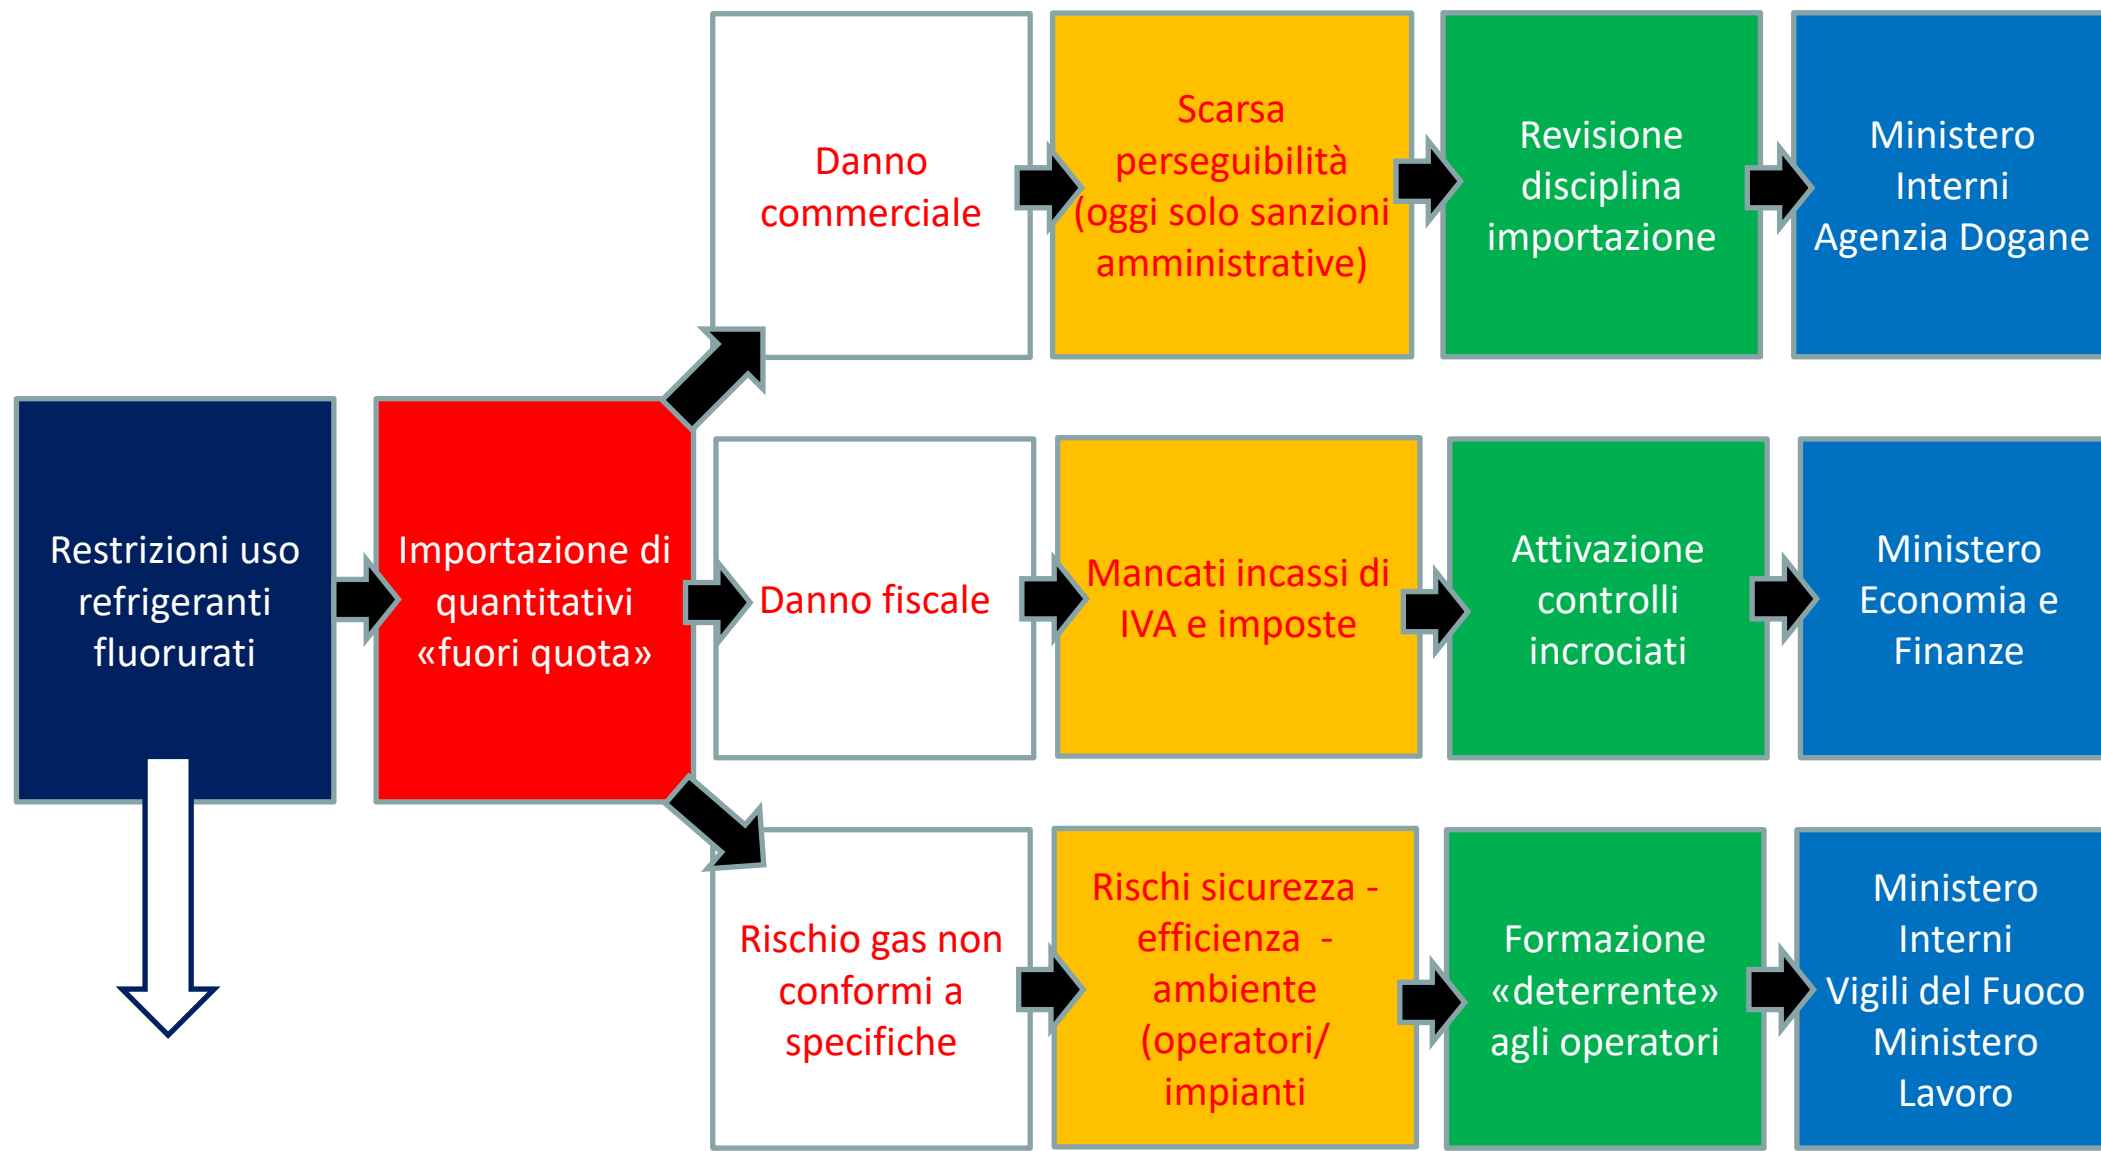 Restrizioni uso
refrigeranti
fluorurati
Importazione di
quantitativi
«fuori quota»
Danno
commerciale
Scarsa
perseguibilità
(oggi solo sanzioni
amministrative)
Revisione
disciplina
importazione
Ministero
Interni
Agenzia Dogane
Danno fiscale
Mancati incassi di
IVA e imposte
Attivazione
controlli
incrociati
Ministero
Economia e
Finanze
Rischio gas non
conformi a
specifiche
Rischi sicurezza -
efficienza -
ambiente
(operatori/
impianti
Formazione
«deterrente»
agli operatori
Ministero
Interni
Vigili del Fuoco
Ministero
Lavoro